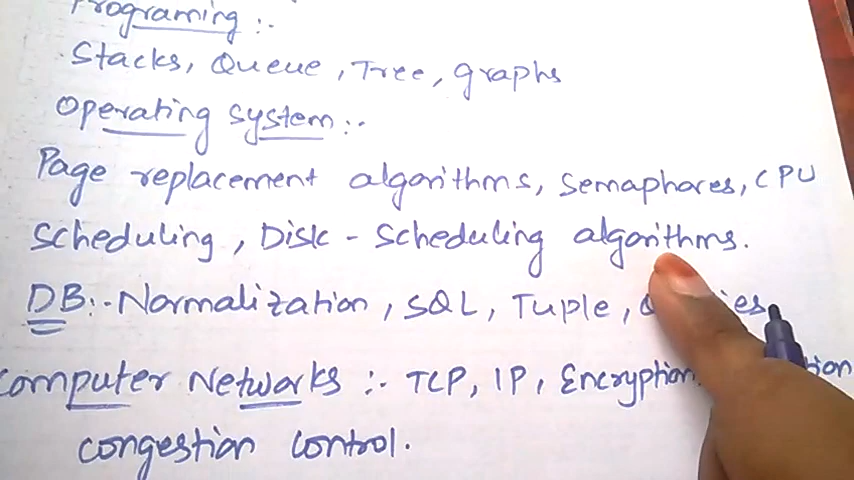 Programing :-
Stacks, Queue, Tree, graphs
Operating system :-
Page replacement algorithms, Semaphores, CPU
Scheduling, Disk - Scheduling algorithms.
DB :- Normalization, SQL, Tuple,
Computer Networks :- TCP, IP, Encryption
congestion control.